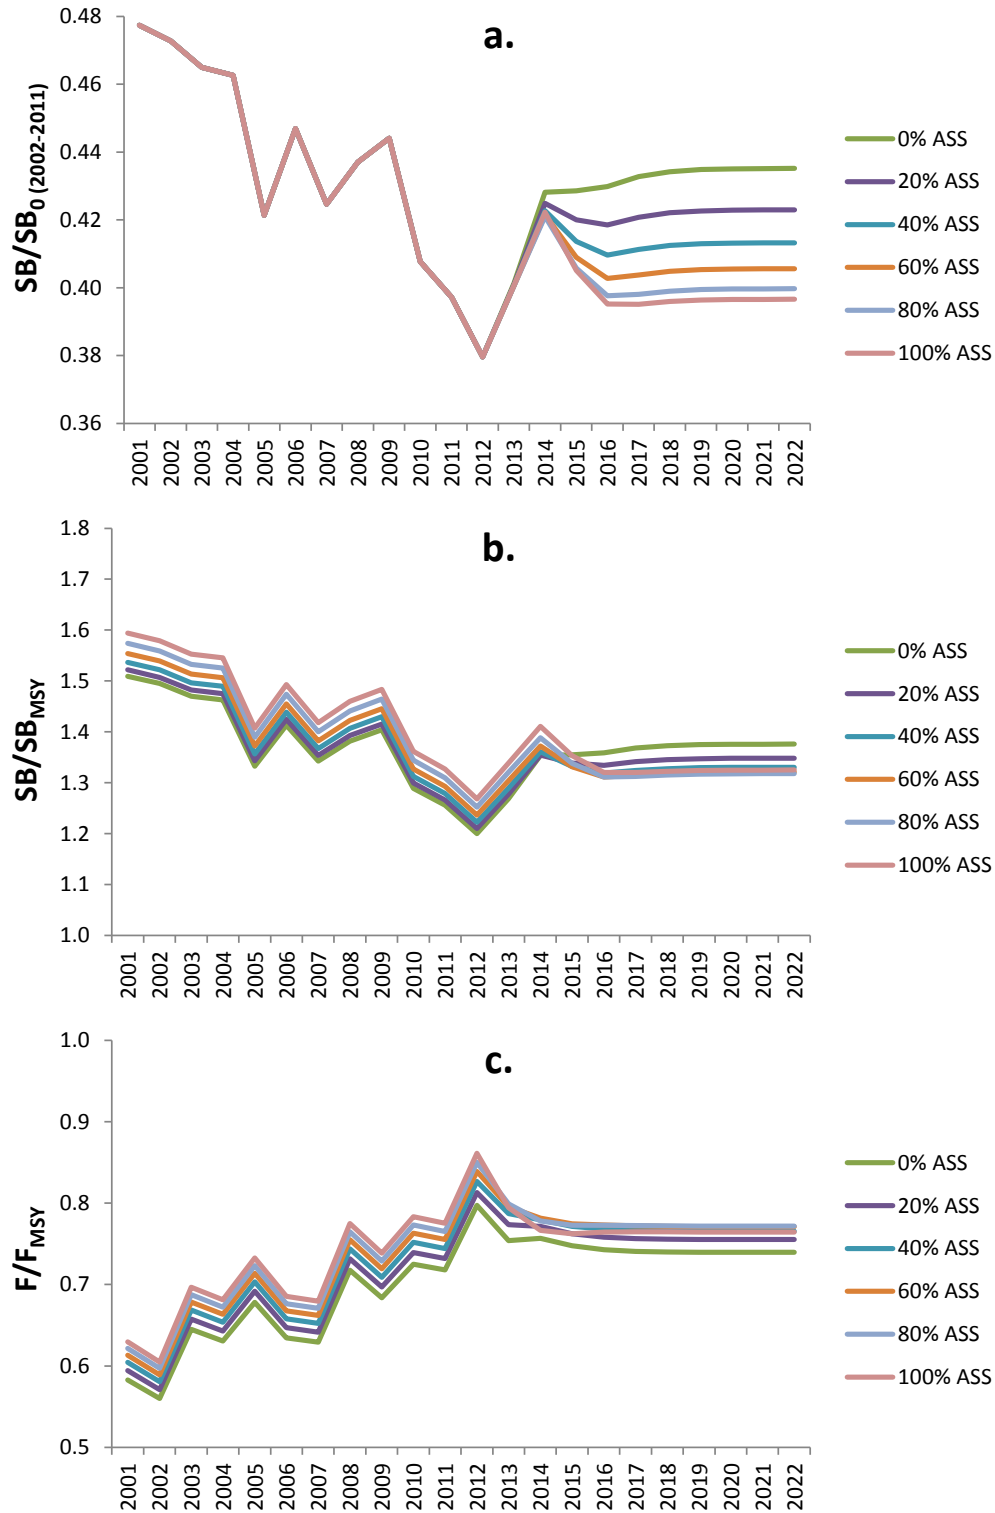 a.
SB/SB0 (2002-2011)
0.48
0.46
0.44
0.42
0.40
0.38
0.36
2001 2002 2003 2004 2005 2006 2007 2008 2009 2010 2011 2012 2013 2014 2015 2016 2017 2018 2019 2020 2021 2022
0% ASS
20% ASS
40% ASS
60% ASS
80% ASS
100% ASS
b.
SB/SBMSY
1.8
1.7
1.6
1.5
1.4
1.3
1.2
1.1
1.0
2001 2002 2003 2004 2005 2006 2007 2008 2009 2010 2011 2012 2013 2014 2015 2016 2017 2018 2019 2020 2021 2022
0% ASS
20% ASS
40% ASS
60% ASS
80% ASS
100% ASS
c.
F/FMSY
1.0
0.9
0.8
0.7
0.6
0.5
2001 2002 2003 2004 2005 2006 2007 2008 2009 2010 2011 2012 2013 2014 2015 2016 2017 2018 2019 2020 2021 2022
0% ASS
20% ASS
40% ASS
60% ASS
80% ASS
100% ASS